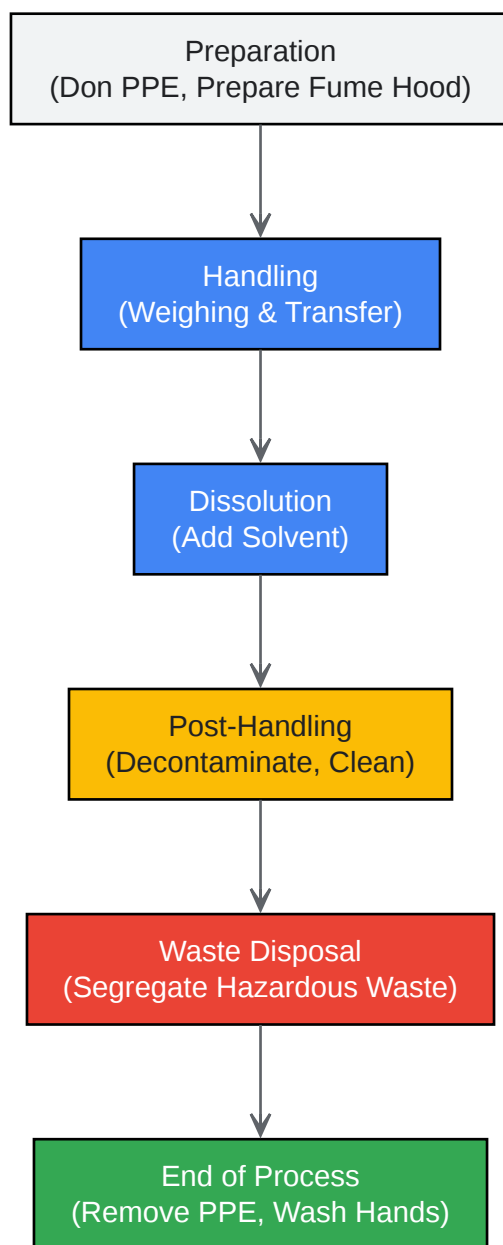 Preparation
(Don PPE, Prepare Fume Hood)
Handling
(Weighing & Transfer)
Dissolution
(Add Solvent)
Post-Handling
(Decontaminate, Clean)
Waste Disposal
(Segregate Hazardous Waste)
End of Process
(Remove PPE, Wash Hands)